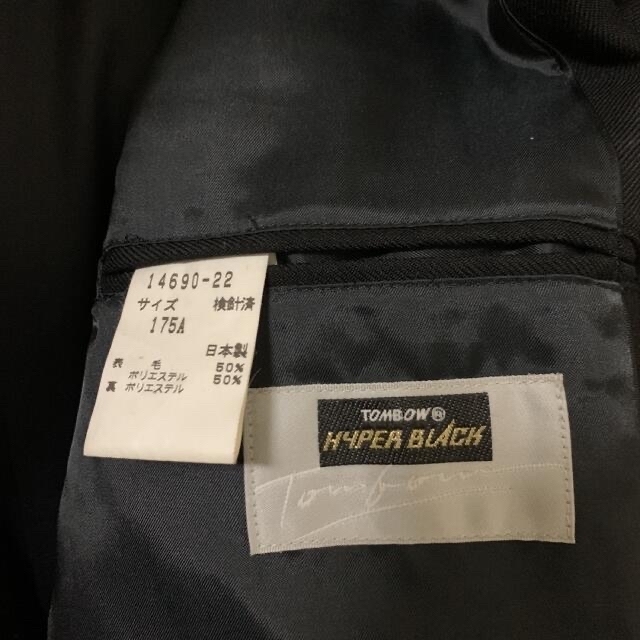 14690-22
サイズ 検針済
175A
日本製
表 毛 50%
ポリエステル 50%
裏 ポリエステル
TOMBOW®
HYPER BLACK
Tombow